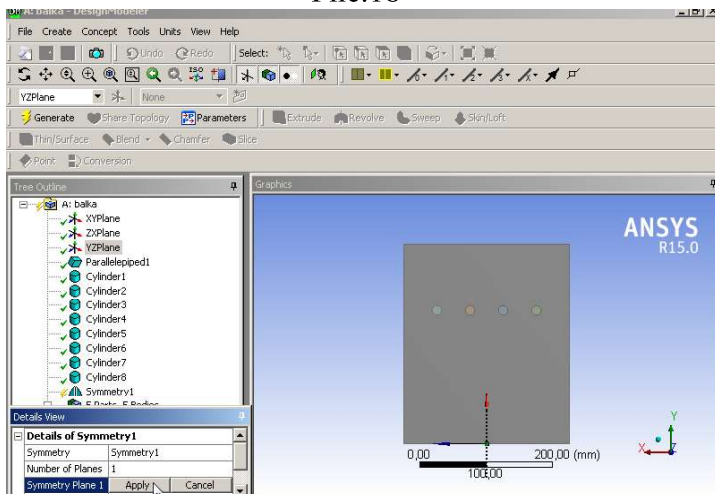 A: balka - DesignModeler
File Create Concept Tools Units View Help
Undo Redo Select:
ISO
YZPlane None
Generate Share Topology Parameters Extrude Revolve Sweep Skin/Loft
Thin/Surface Blend Chamfer Slice
Point Conversion
Tree Outline
Graphics
A: balka
XYPlane
ZXPlane
YZPlane
Parallelepiped1
Cylinder1
Cylinder2
Cylinder3
Cylinder4
Cylinder5
Cylinder6
Cylinder7
Cylinder8
Symmetry1
Details View
Details of Symmetry1
Symmetry Symmetry1
Number of Planes 1
Symmetry Plane 1 Apply Cancel
ANSYS
R15.0
0,00 200,00 (mm)
100,00
Y
X Z